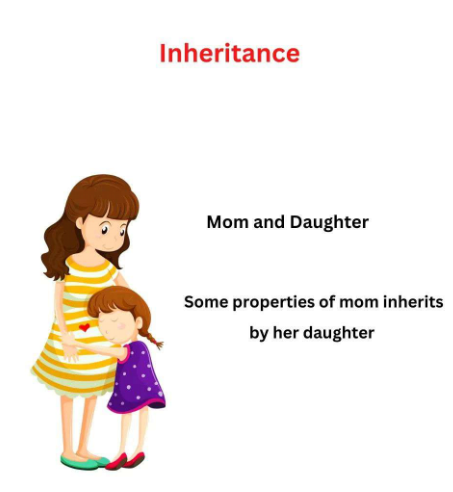 Inheritance
Mom and Daughter
Some properties of mom inherits
by her daughter